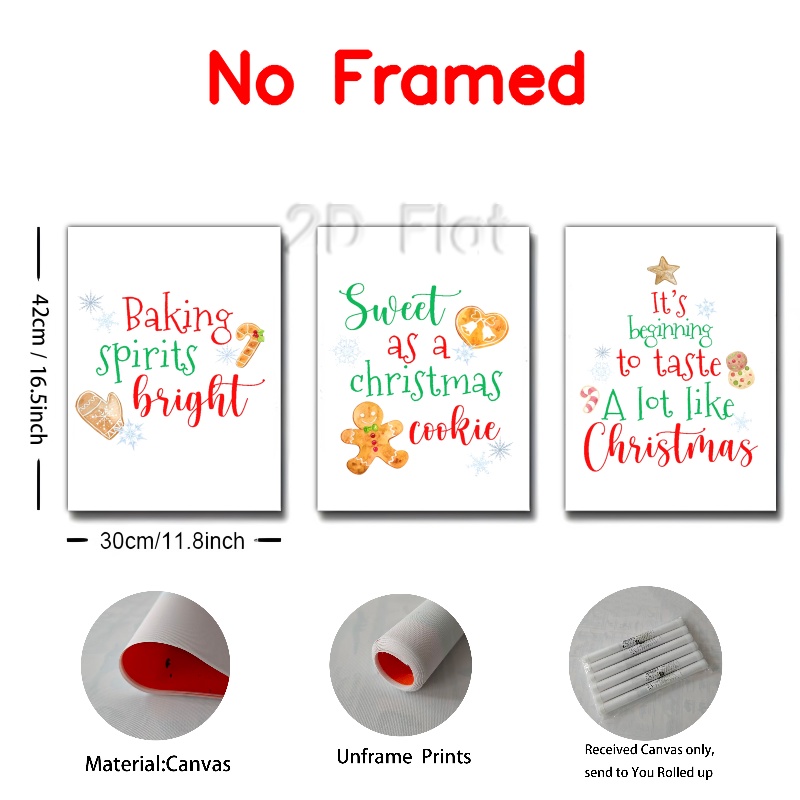 No Framed
2D Flat
42cm / 16.5inch
Baking
spirits
bright
Sweet
as a
christmas
cookie
It's
beginning
to taste
A lot like
Christmas
30cm/11.8inch
Material:Canvas
Unframe Prints
Received Canvas only,
send to You Rolled up